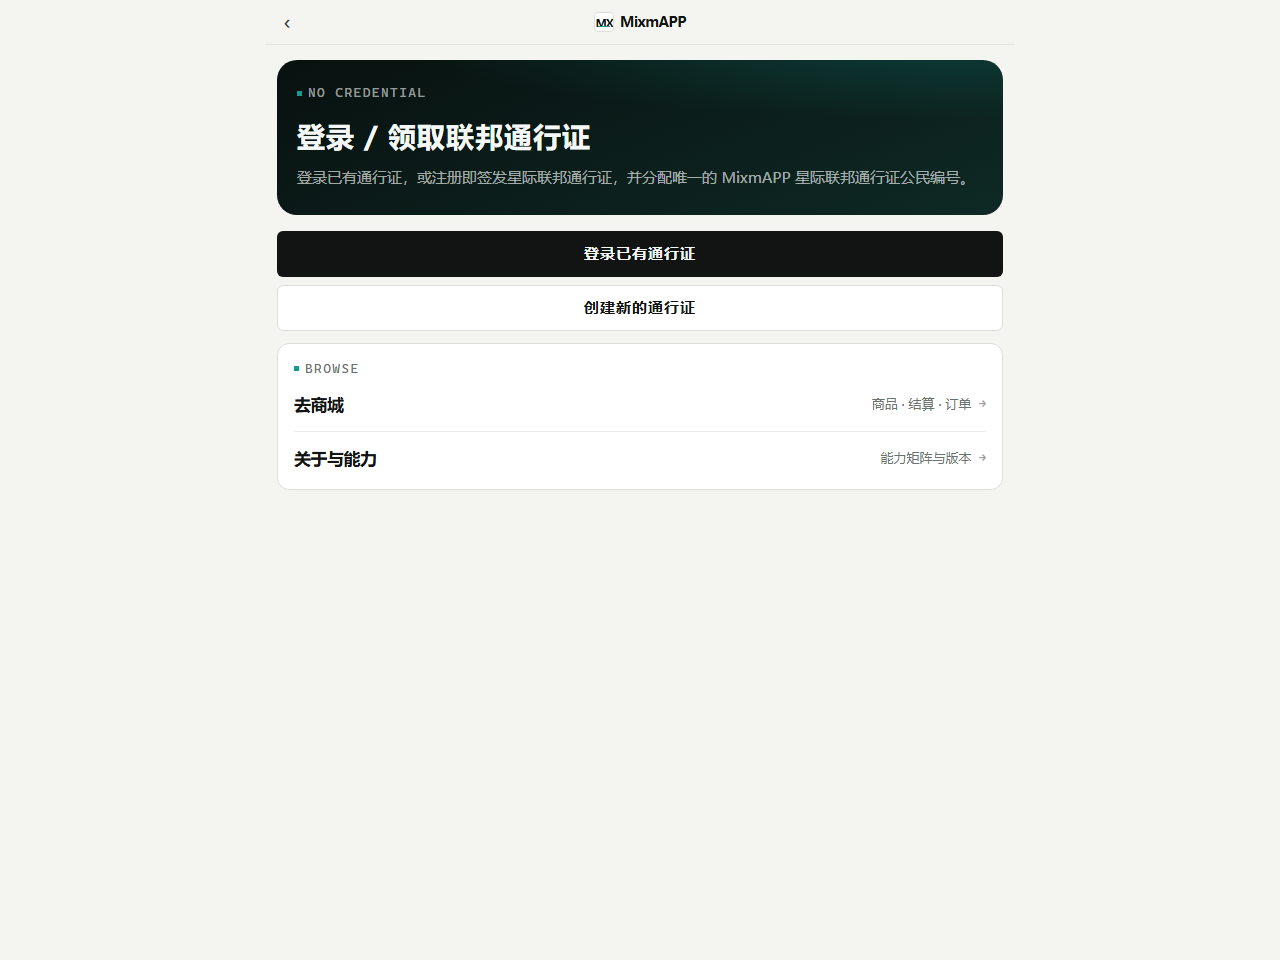 ‹
MX MixmAPP
NO CREDENTIAL
登录 / 领取联邦通行证
登录已有通行证，或注册即签发星际联邦通行证，并分配唯一的 MixmAPP 星际联邦通行证公民编号。
登录已有通行证
创建新的通行证
BROWSE
去商城 商品 · 结算 · 订单 →
关于与能力 能力矩阵与版本 →